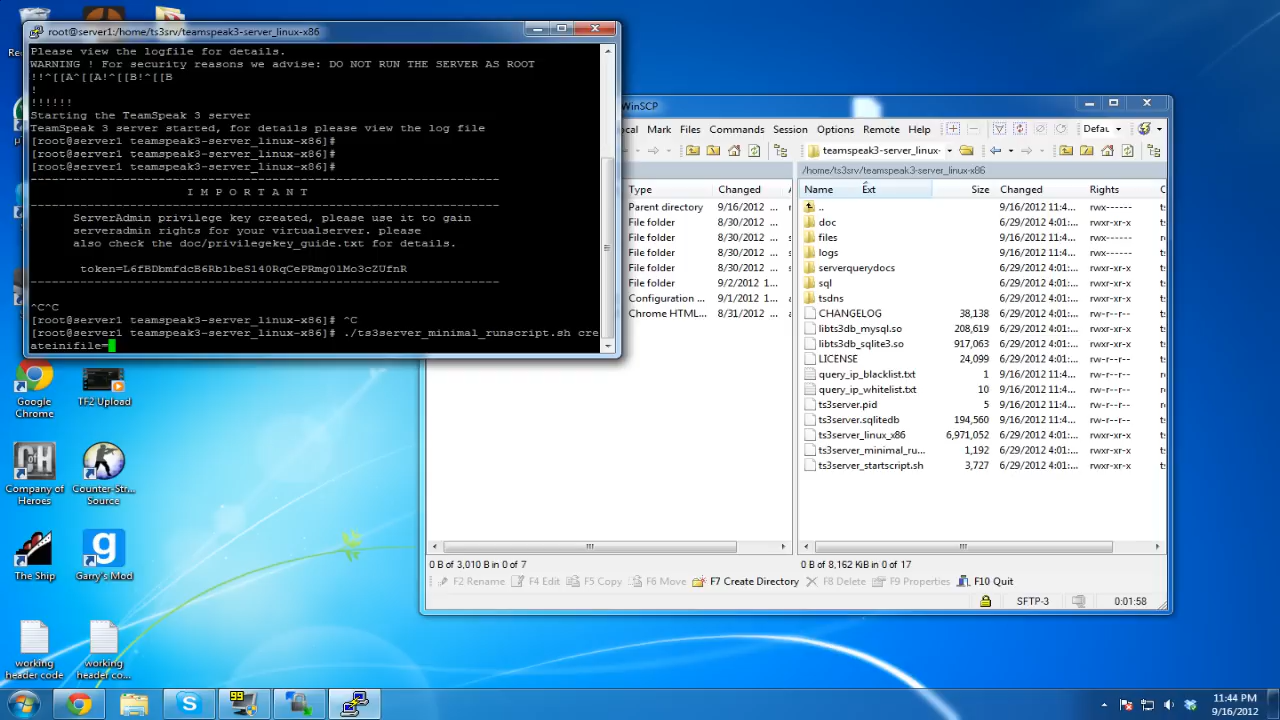 root@server1:/home/ts3srv/teamspeak3-server_linux-x86
Please view the logfile for details.
WARNING ! For security reasons we advise: DO NOT RUN THE SERVER AS ROOT
!!^[[A^[[A!^[[B!^[[B
!
!!!!!!
Starting the TeamSpeak 3 server
TeamSpeak 3 server started, for details please view the log file
[root@server1 teamspeak3-server_linux-x86]#
[root@server1 teamspeak3-server_linux-x86]#
[root@server1 teamspeak3-server_linux-x86]#
------------------------------------------------------------------
I M P O R T A N T
------------------------------------------------------------------
ServerAdmin privilege key created, please use it to gain
serveradmin rights for your virtualserver. please
also check the doc/privilegekey_guide.txt for details.
token=L6fBDbmfdcB6Rb1beS140RqCePRmg01Mo3cZUfnR
------------------------------------------------------------------
^C^C
[root@server1 teamspeak3-server_linux-x86]# ^C
[root@server1 teamspeak3-server_linux-x86]# ./ts3server_minimal_runscript.sh cre
ateinifile=
WinSCP
ocal Mark Files Commands Session Options Remote Help Defau
teamspeak3-server_linux-
/home/ts3srv/teamspeak3-server_linux-x86
Type Changed
Parent directory 9/16/2012 ...
File folder 8/30/2012 ...
File folder 8/30/2012 ...
File folder 8/30/2012 ...
File folder 8/30/2012 ...
File folder 9/2/2012 ...
Configuration ... 9/1/2012 ...
Chrome HTML... 8/31/2012 ...
Name Ext Size Changed Rights
.. 9/16/2012 11:4... rwx------
doc 6/29/2012 4:01:... rwxr-xr-x
files 9/16/2012 11:4... rwx------
logs 9/16/2012 11:4... rwxr-xr-x
serverquerydocs 6/29/2012 4:01:... rwxr-xr-x
sql 6/29/2012 4:01:... rwxr-xr-x
tsdns 6/29/2012 4:01:... rwxr-xr-x
CHANGELOG 38,138 6/29/2012 4:01:... rw-r--r--
libts3db_mysql.so 208,619 6/29/2012 4:01:... rwxr-xr-x
libts3db_sqlite3.so 917,063 6/29/2012 4:01:... rwxr-xr-x
LICENSE 24,099 6/29/2012 4:01:... rw-r--r--
query_ip_blacklist.txt 1 9/16/2012 11:4... rw-r--r--
query_ip_whitelist.txt 10 9/16/2012 11:4... rw-r--r--
ts3server.pid 5 9/16/2012 11:4... rw-r--r--
ts3server.sqlitedb 194,560 9/16/2012 11:4... rw-r--r--
ts3server_linux_x86 6,971,052 6/29/2012 4:01:... rwxr-xr-x
ts3server_minimal_ru... 1,192 6/29/2012 4:01:... rwxr-xr-x
ts3server_startscript.sh 3,727 6/29/2012 4:01:... rwxr-xr-x
0 B of 3,010 B in 0 of 7
0 B of 8,162 KiB in 0 of 17
F2 Rename F4 Edit F5 Copy F6 Move F7 Create Directory F8 Delete F9 Properties F10 Quit
SFTP-3 0:01:58
Google Chrome
TF2 Upload
Company of Heroes
Counter-Str... Source
The Ship
Garry's Mod
working header code
working header co...
99
11:44 PM
9/16/2012